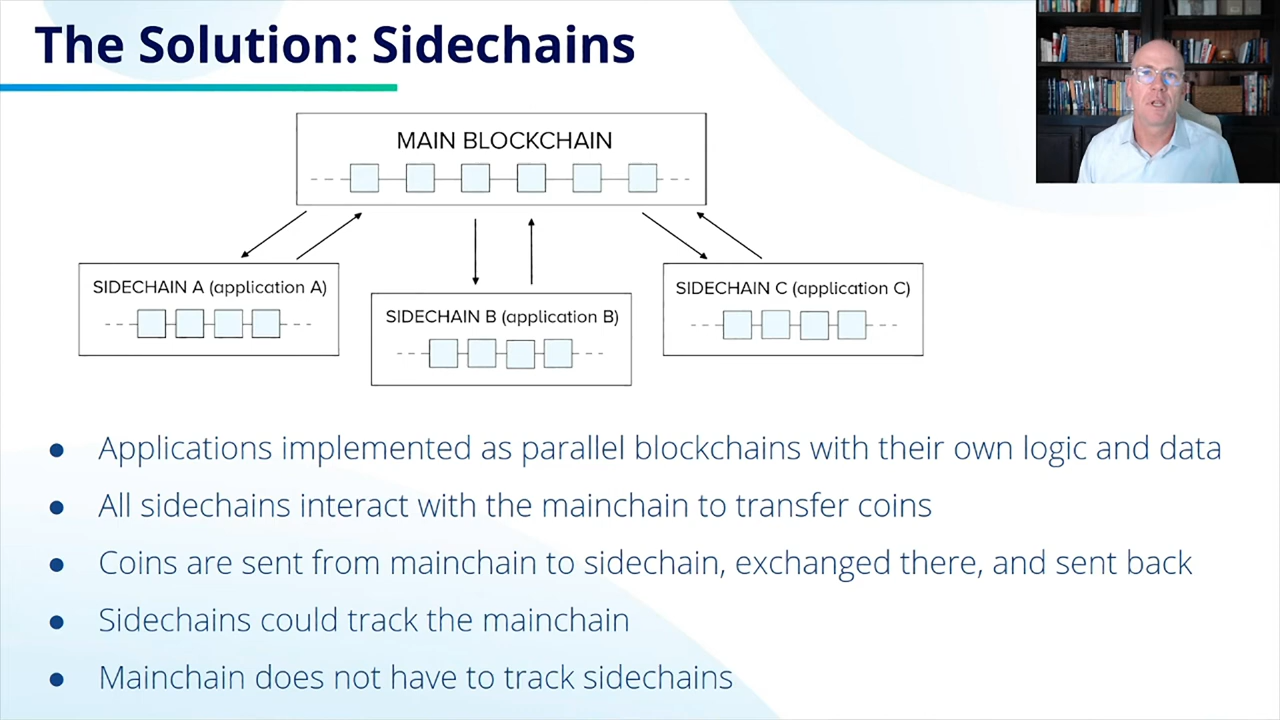 The Solution: Sidechains
MAIN BLOCKCHAIN
SIDECHAIN A (application A)
SIDECHAIN B (application B)
SIDECHAIN C (application C)
Applications implemented as parallel blockchains with their own logic and data
All sidechains interact with the mainchain to transfer coins
Coins are sent from mainchain to sidechain, exchanged there, and sent back
Sidechains could track the mainchain
Mainchain does not have to track sidechains